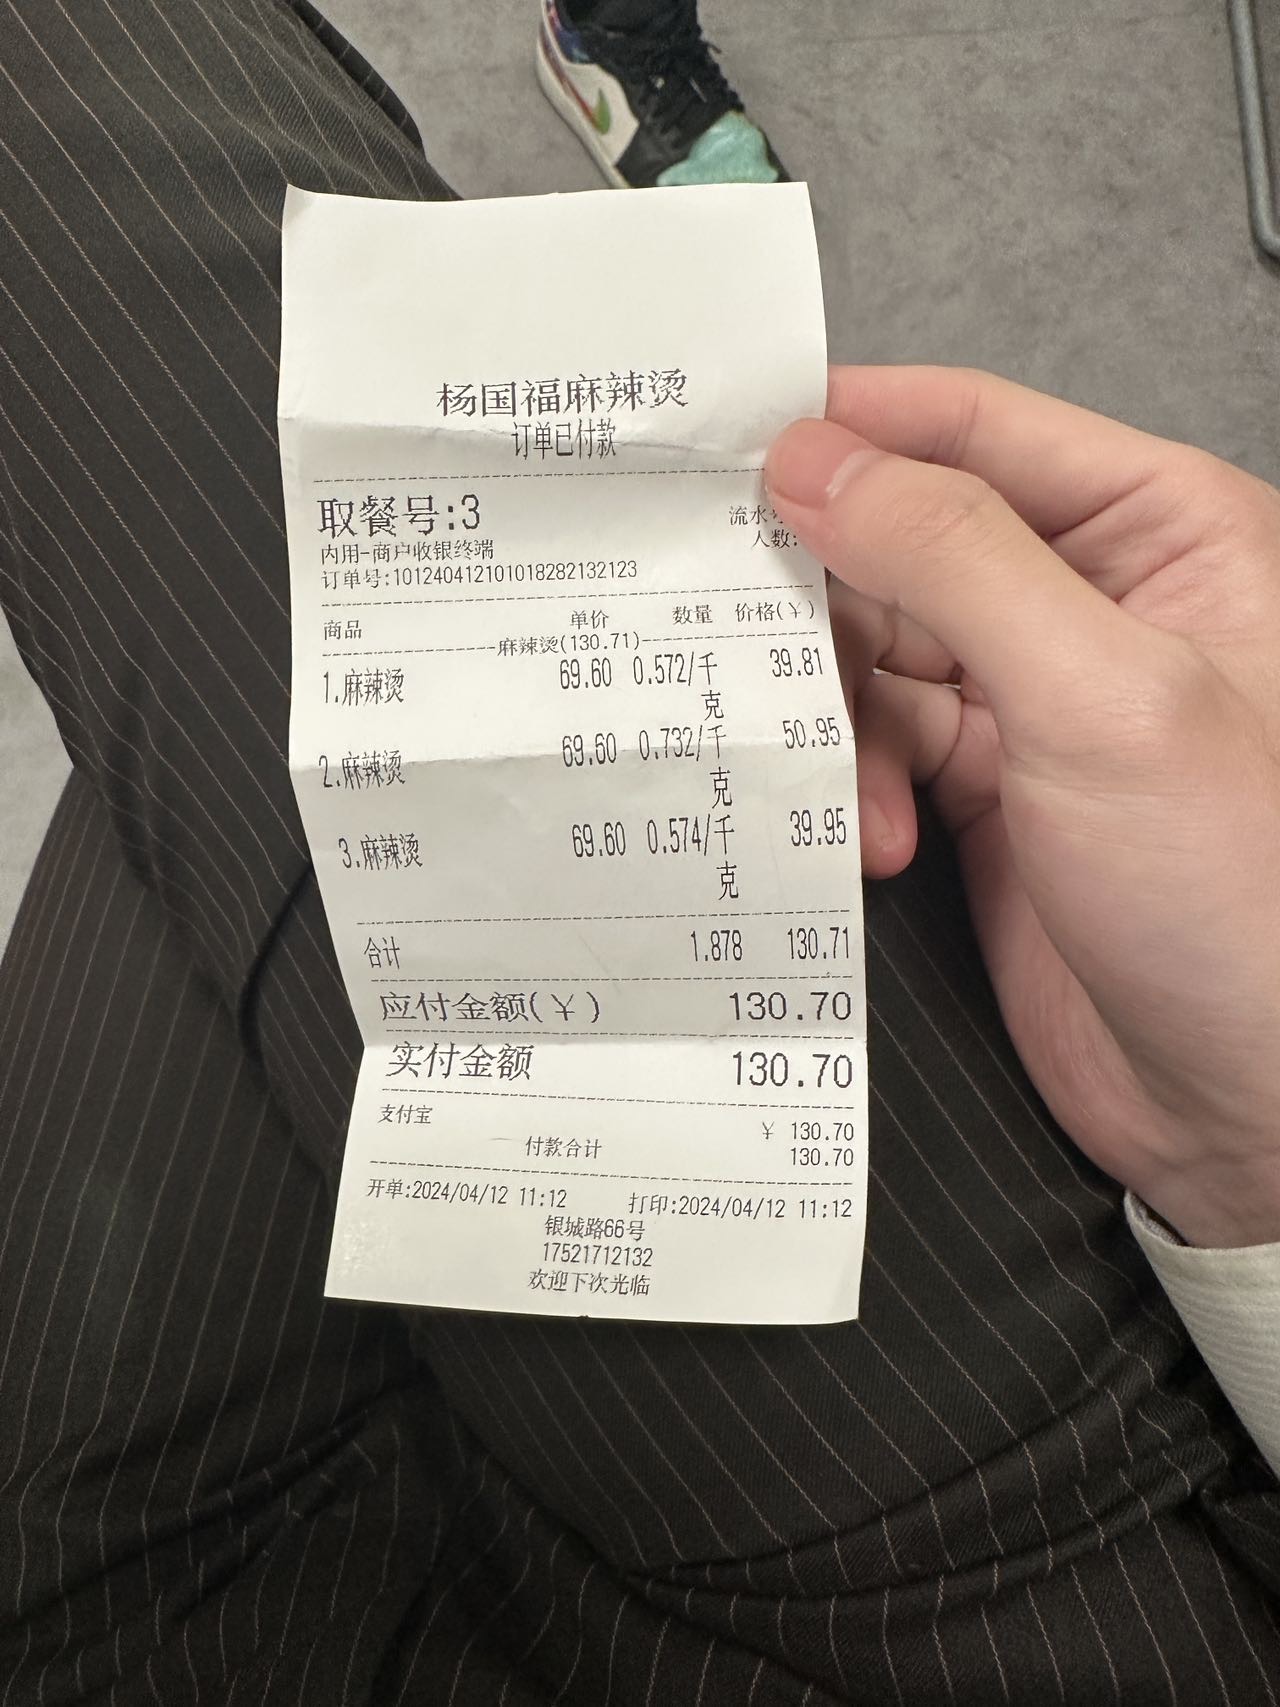 杨国福麻辣烫
订单已付款
取餐号:3
流水
内用-商户收银终端
人数:
订单号:101240412101018282132123
商品 单价 数量 价格(¥)
麻辣烫(130.71)
1.麻辣烫 69.60 0.572/千克 39.81
2.麻辣烫 69.60 0.732/千克 50.95
3.麻辣烫 69.60 0.574/千克 39.95
合计 1.878 130.71
应付金额(¥) 130.70
实付金额 130.70
支付宝 ¥ 130.70
付款合计 130.70
开单:2024/04/12 11:12 打印:2024/04/12 11:12
银城路66号
17521712132
欢迎下次光临